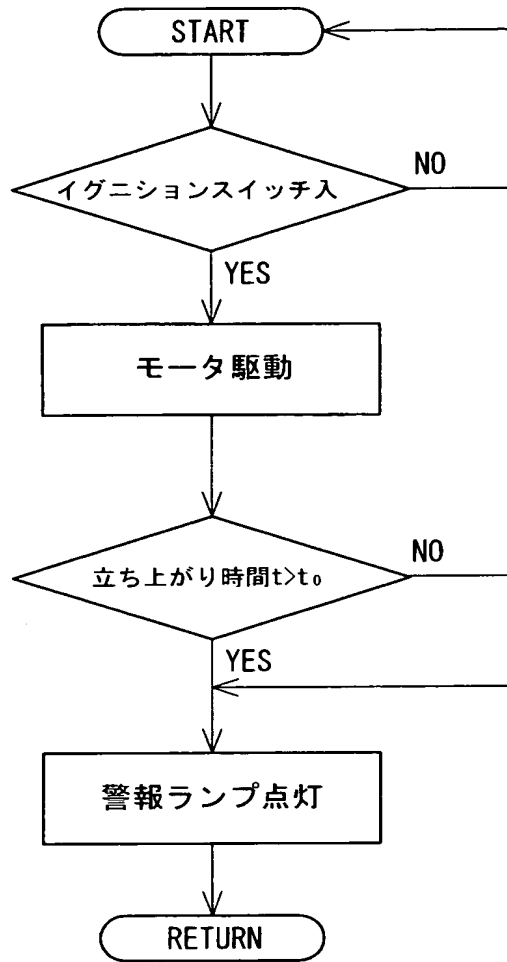 START
イグニションスイッチ入
NO
YES
モータ駆動
立ち上がり時間t>t₀
NO
YES
警報ランプ点灯
RETURN